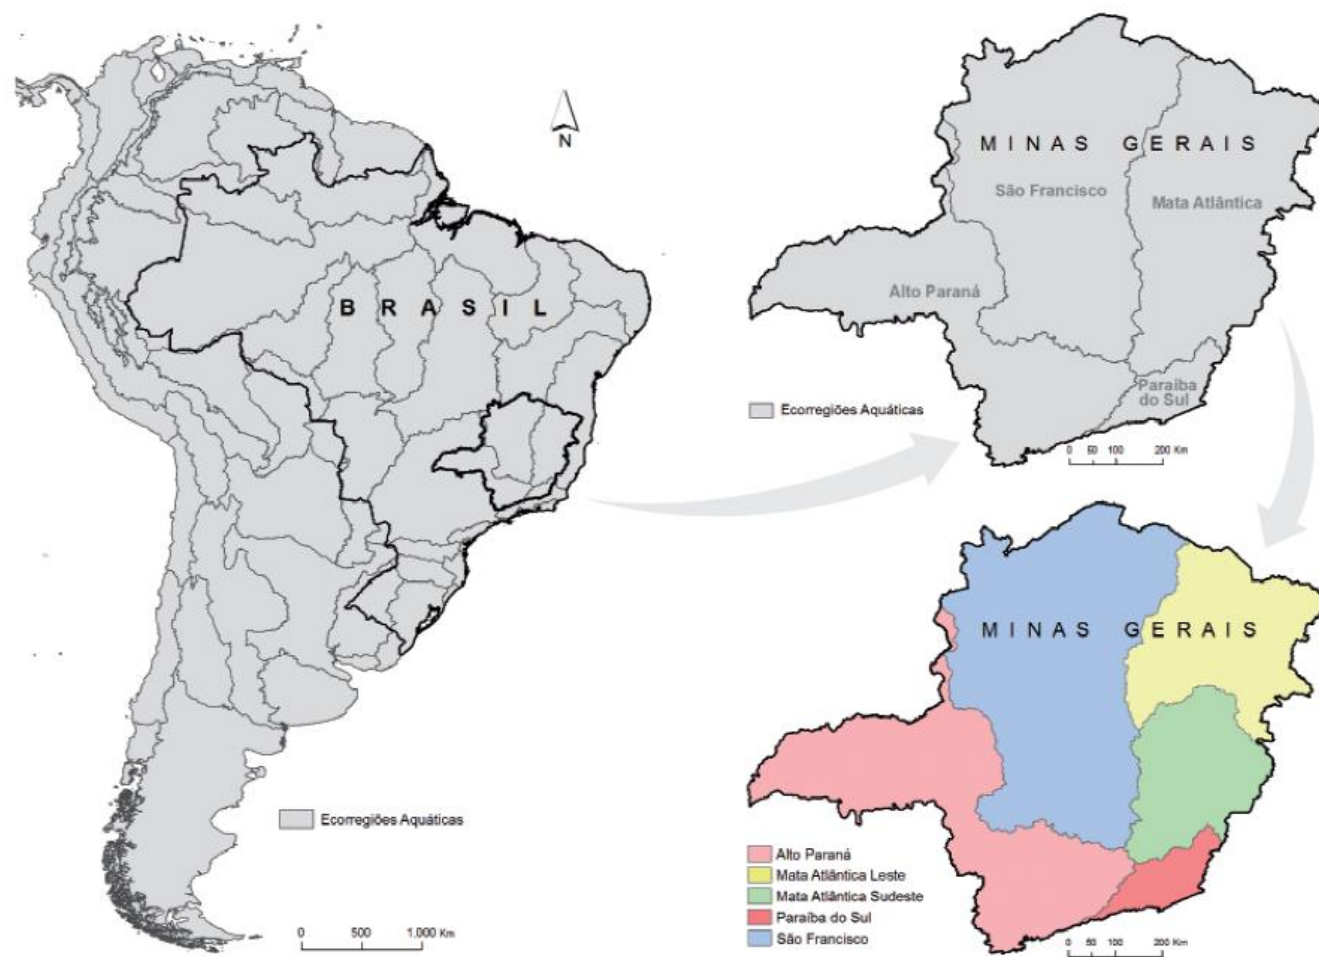 N
BRASIL
Ecorregiões Aquáticas
0 500 1.000 Km
MINAS GERAIS
São Francisco
Mata Atlântica
Alto Paraná
Paraíba
do Sul
Ecorregiões Aquáticas
0 50 100 200 Km
MINAS GERAIS
Alto Paraná
Mata Atlântica Leste
Mata Atlântica Sudeste
Paraíba do Sul
São Francisco
0 50 100 200 Km